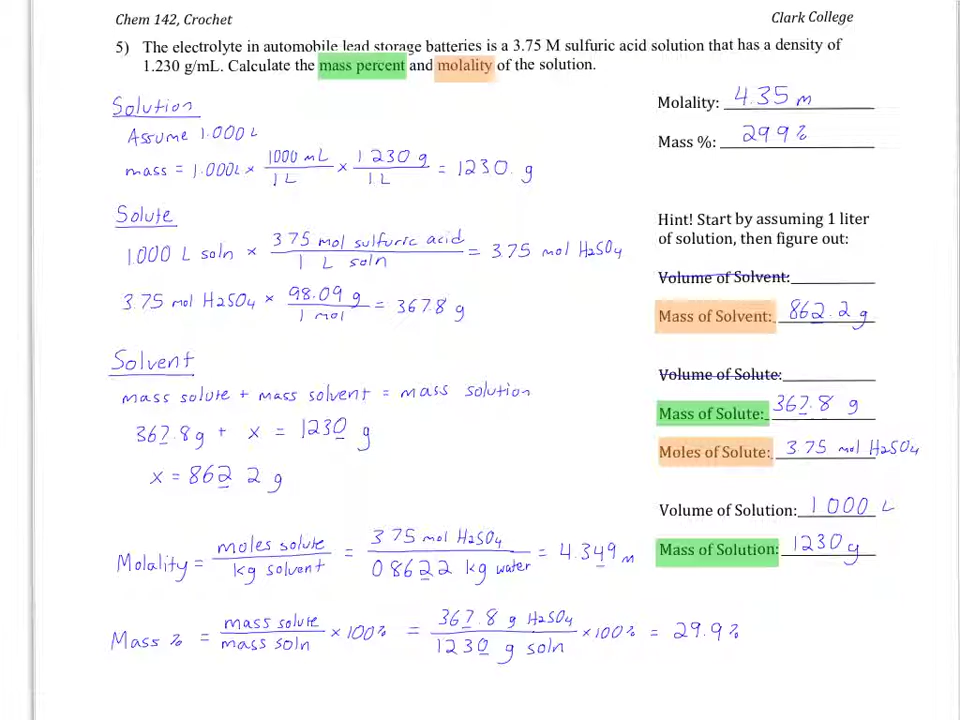 Chem 142, Crochet
Clark College
5) The electrolyte in automobile lead storage batteries is a 3.75 M sulfuric acid solution that has a density of
1.230 g/mL. Calculate the mass percent and molality of the solution.
Molality: 4.35 m
Mass %: 29 9 %
Hint! Start by assuming 1 liter
of solution, then figure out:
Volume of Solvent:
Mass of Solvent: 862.2 g
Volume of Solute:
Mass of Solute: 367.8 g
Moles of Solute: 3.75 mol H2SO4
Volume of Solution: 1 000 L
Mass of Solution: 1230 g
Solution
Assume 1.000 L
mass = 1.000L × 1000 mL / 1 L × 1 230 g / 1 L = 1230. g
Solute
1.000 L soln × 3 75 mol sulfuric acid / 1 L soln = 3 75 mol H2SO4
3.75 mol H2SO4 × 98.09 g / 1 mol = 367.8 g
Solvent
mass solute + mass solvent = mass solution
367.8g + x = 1230 g
x = 862 2 g
Molality = moles solute / kg solvent = 3 75 mol H2SO4 / 0 8622 kg water = 4.349 m
Mass % = mass solute / mass soln × 100% = 367.8 g H2SO4 / 1230 g soln × 100% = 29.9%